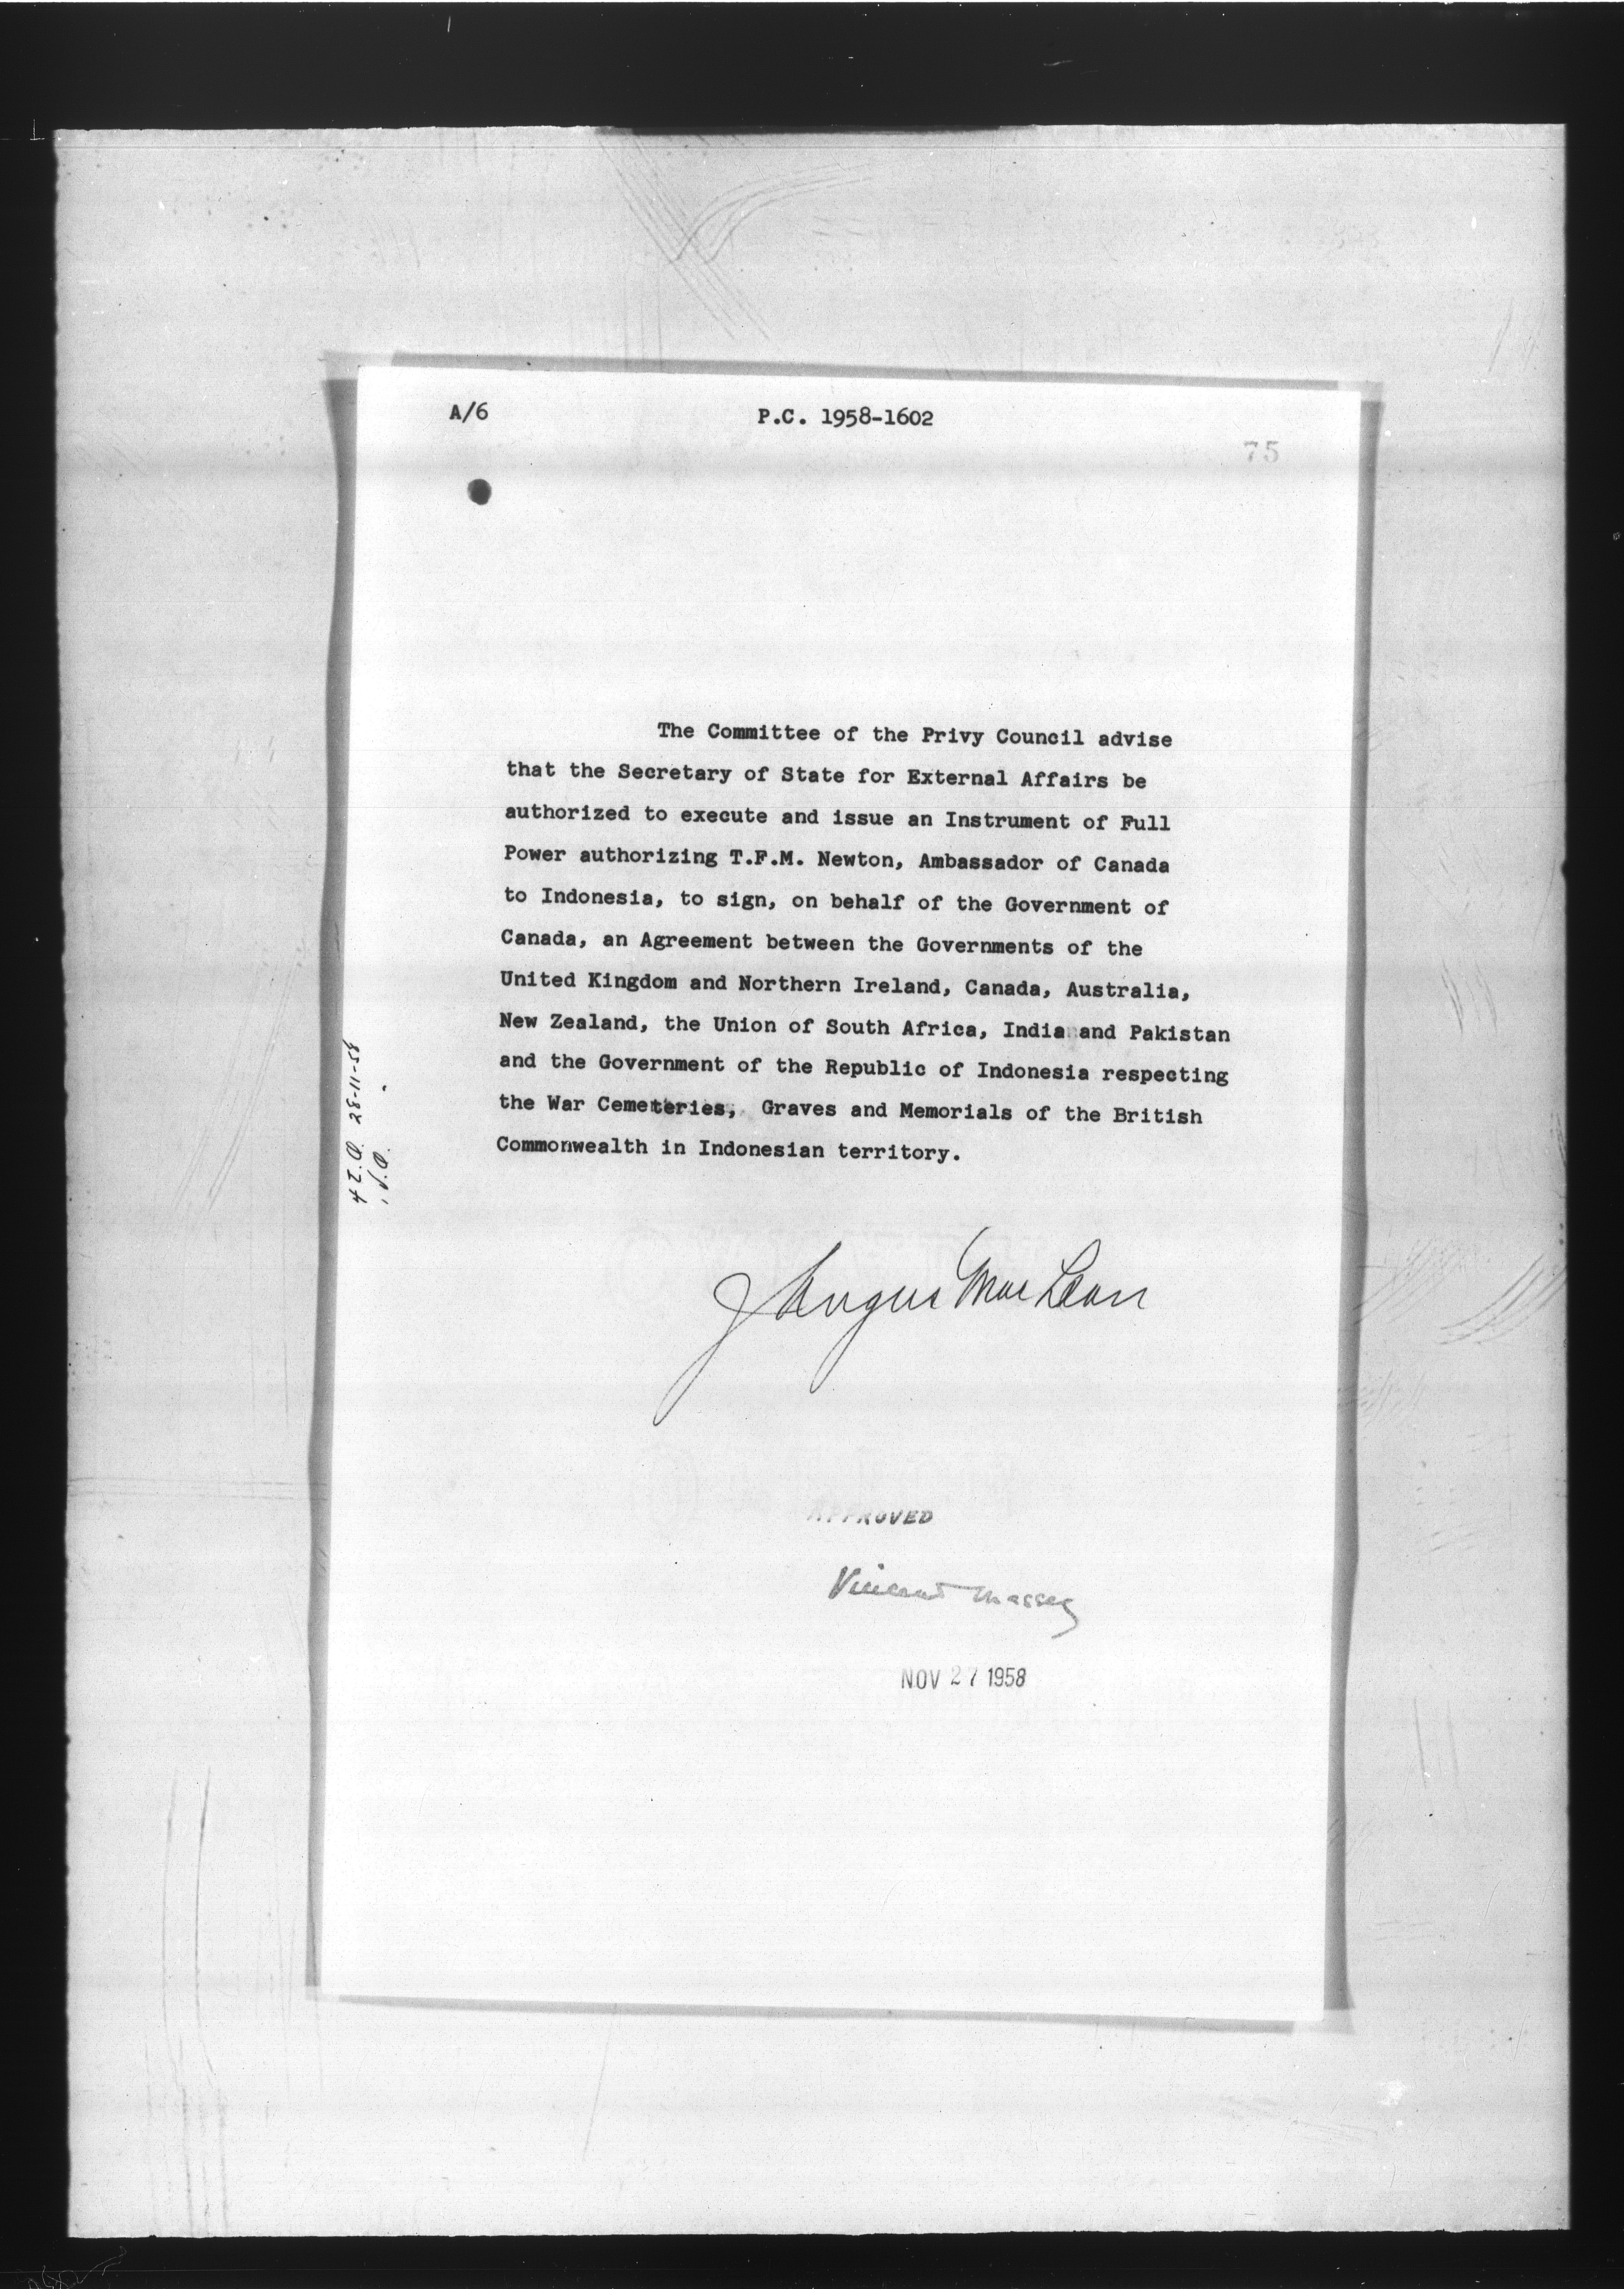 A/6
P.C. 1958-1602
75
The Committee of the Privy Council advise
that the Secretary of State for External Affairs be
authorized to execute and issue an Instrument of Full
Power authorizing T.F.M. Newton, Ambassador of Canada
to Indonesia, to sign, on behalf of the Government of
Canada, an Agreement between the Governments of the
United Kingdom and Northern Ireland, Canada, Australia,
New Zealand, the Union of South Africa, India and Pakistan
and the Government of the Republic of Indonesia respecting
the War Cemeteries, Graves and Memorials of the British
Commonwealth in Indonesian territory.
28-11-58
J Angus MacLean
APPROVED
Vincent Massey
NOV 27 1958